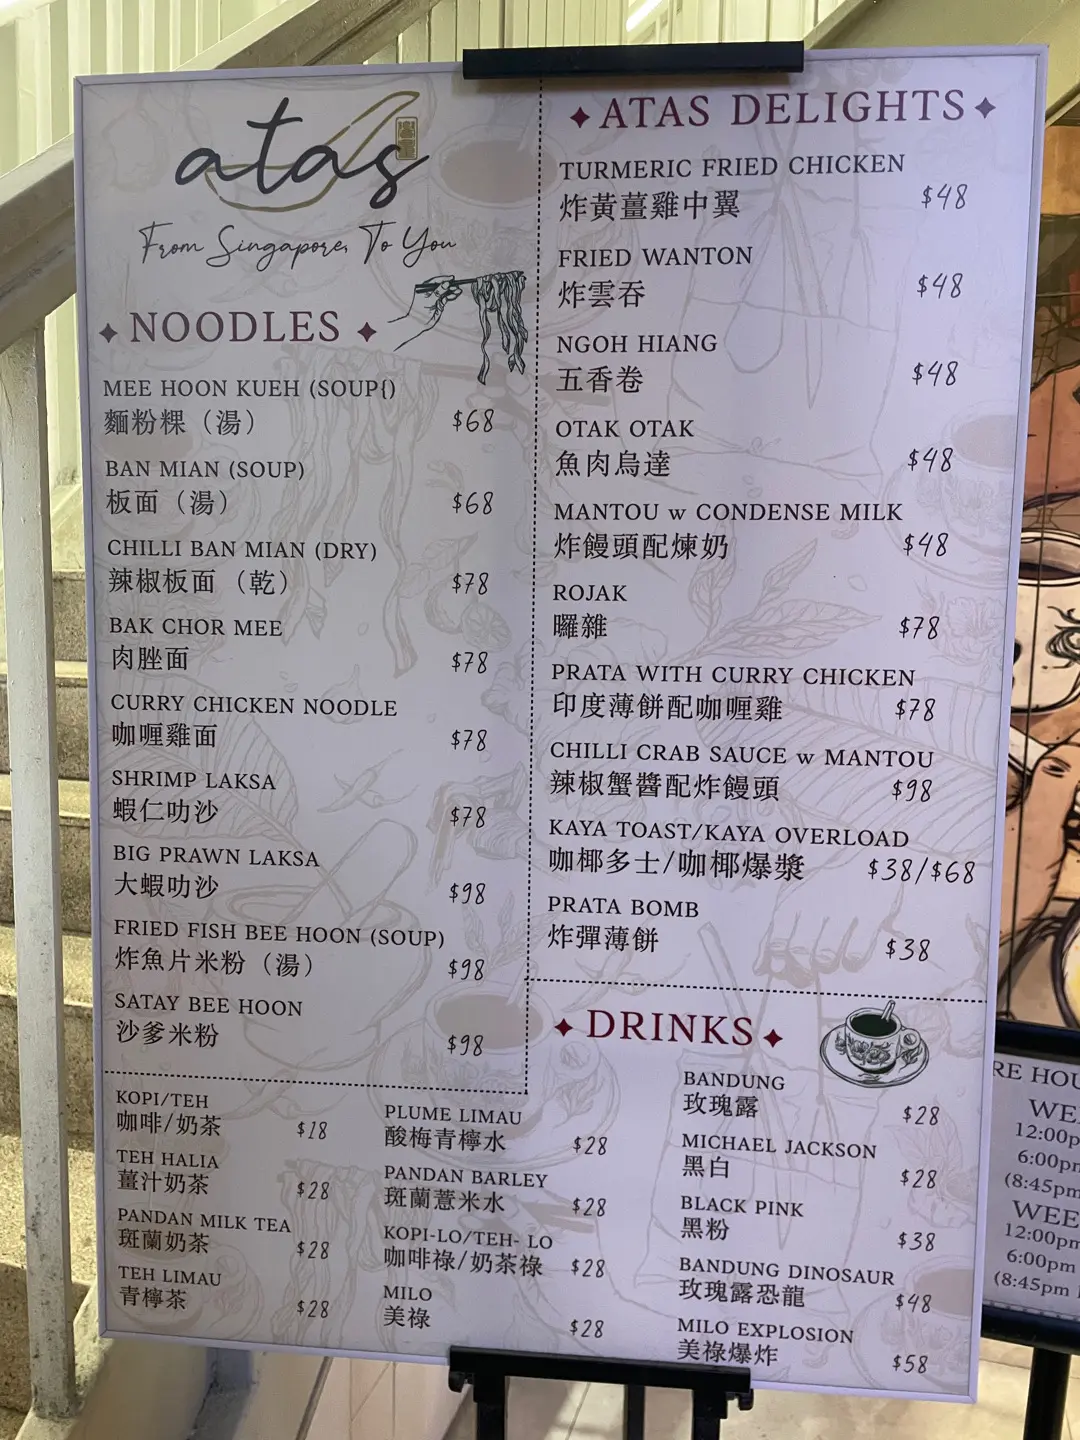 atas
From Singapore, To You
NOODLES
MEE HOON KUEH (SOUP{)
麵粉粿（湯）
$68
BAN MIAN (SOUP)
板面（湯）
$68
CHILLI BAN MIAN (DRY)
辣椒板面（乾）
$78
BAK CHOR MEE
肉脞面
$78
CURRY CHICKEN NOODLE
咖喱雞面
$78
SHRIMP LAKSA
蝦仁叻沙
$78
BIG PRAWN LAKSA
大蝦叻沙
$98
FRIED FISH BEE HOON (SOUP)
炸魚片米粉（湯）
$98
SATAY BEE HOON
沙爹米粉
$98
ATAS DELIGHTS
TURMERIC FRIED CHICKEN
炸黃薑雞中翼
$48
FRIED WANTON
炸雲吞
$48
NGOH HIANG
五香卷
$48
OTAK OTAK
魚肉烏達
$48
MANTOU w CONDENSE MILK
炸饅頭配煉奶
$48
ROJAK
囉雜
$78
PRATA WITH CURRY CHICKEN
印度薄餅配咖喱雞
$78
CHILLI CRAB SAUCE w MANTOU
辣椒蟹醬配炸饅頭
$98
KAYA TOAST/KAYA OVERLOAD
咖椰多士/咖椰爆漿
$38/$68
PRATA BOMB
炸彈薄餅
$38
DRINKS
KOPI/TEH
咖啡/奶茶
$18
TEH HALIA
薑汁奶茶
$28
PANDAN MILK TEA
斑蘭奶茶
$28
TEH LIMAU
青檸茶
$28
PLUME LIMAU
酸梅青檸水
$28
PANDAN BARLEY
斑蘭薏米水
$28
KOPI-LO/TEH- LO
咖啡祿/奶茶祿
$28
MILO
美祿
$28
BANDUNG
玫瑰露
$28
MICHAEL JACKSON
黑白
$28
BLACK PINK
黑粉
$38
BANDUNG DINOSAUR
玫瑰露恐龍
$48
MILO EXPLOSION
美祿爆炸
$58
12:00p
6:00pm
(8:45pm
12:00pm
6:00pm
(8:45pm